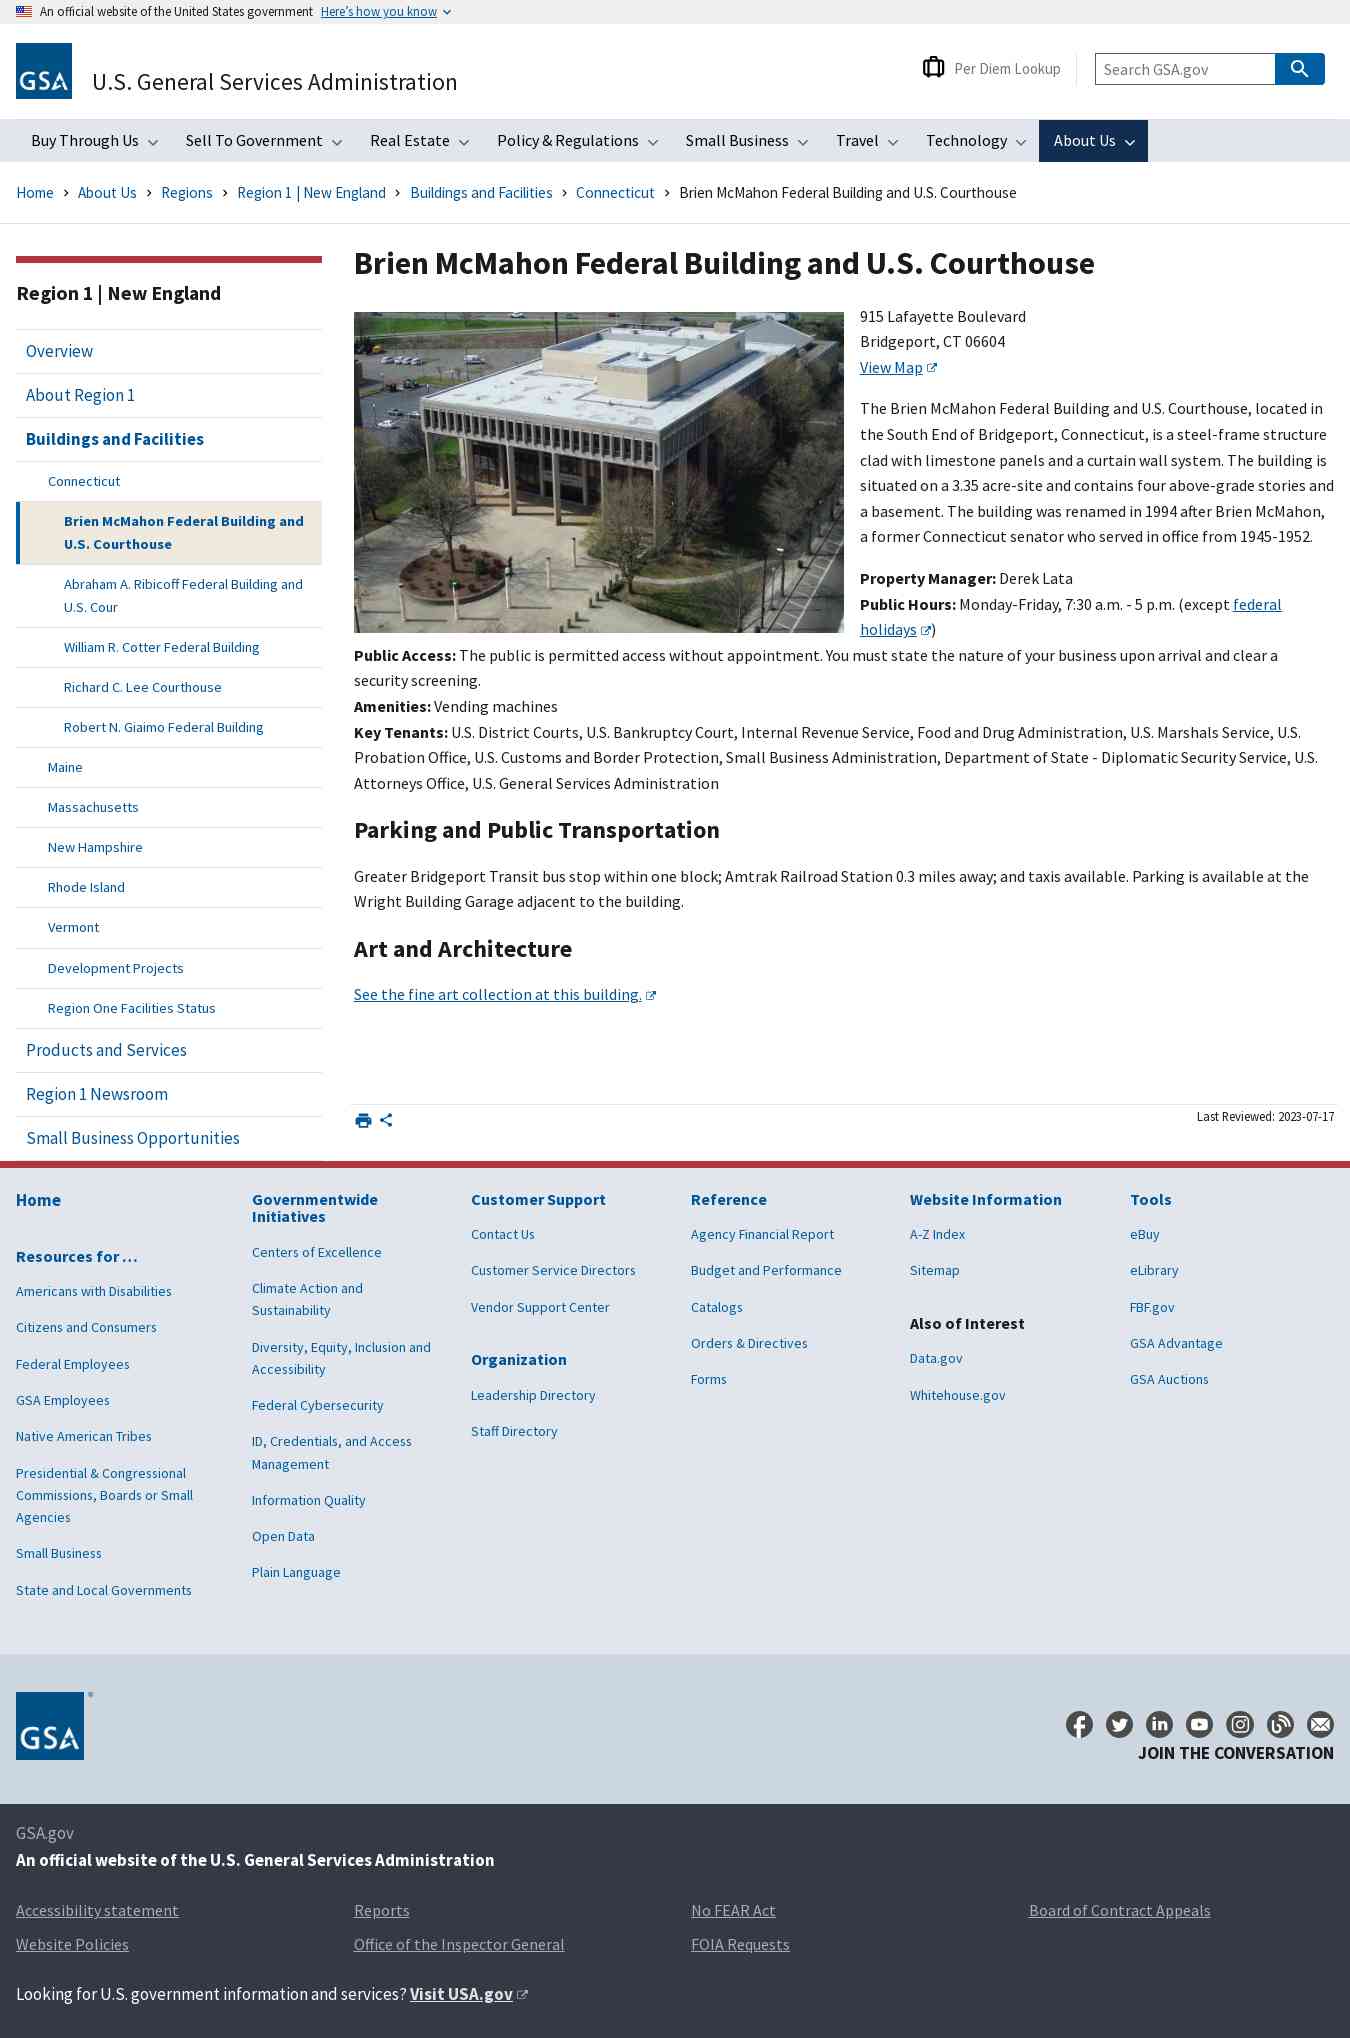 An official website of the United States government Here's how you know
GSA
U.S. General Services Administration
Per Diem Lookup
Search GSA.gov
Buy Through Us Sell To Government Real Estate Policy & Regulations Small Business Travel Technology About Us
Home > About Us > Regions > Region 1 | New England > Buildings and Facilities > Connecticut > Brien McMahon Federal Building and U.S. Courthouse
Region 1 | New England
Overview
About Region 1
Buildings and Facilities
Connecticut
Brien McMahon Federal Building and
U.S. Courthouse
Abraham A. Ribicoff Federal Building and
U.S. Cour
William R. Cotter Federal Building
Richard C. Lee Courthouse
Robert N. Giaimo Federal Building
Maine
Massachusetts
New Hampshire
Rhode Island
Vermont
Development Projects
Region One Facilities Status
Products and Services
Region 1 Newsroom
Small Business Opportunities
Brien McMahon Federal Building and U.S. Courthouse
915 Lafayette Boulevard
Bridgeport, CT 06604
View Map
The Brien McMahon Federal Building and U.S. Courthouse, located in
the South End of Bridgeport, Connecticut, is a steel-frame structure
clad with limestone panels and a curtain wall system. The building is
situated on a 3.35 acre-site and contains four above-grade stories and
a basement. The building was renamed in 1994 after Brien McMahon,
a former Connecticut senator who served in office from 1945-1952.
Property Manager: Derek Lata
Public Hours: Monday-Friday, 7:30 a.m. - 5 p.m. (except federal
holidays)
Public Access: The public is permitted access without appointment. You must state the nature of your business upon arrival and clear a
security screening.
Amenities: Vending machines
Key Tenants: U.S. District Courts, U.S. Bankruptcy Court, Internal Revenue Service, Food and Drug Administration, U.S. Marshals Service, U.S.
Probation Office, U.S. Customs and Border Protection, Small Business Administration, Department of State - Diplomatic Security Service, U.S.
Attorneys Office, U.S. General Services Administration
Parking and Public Transportation
Greater Bridgeport Transit bus stop within one block; Amtrak Railroad Station 0.3 miles away; and taxis available. Parking is available at the
Wright Building Garage adjacent to the building.
Art and Architecture
See the fine art collection at this building.
Last Reviewed: 2023-07-17
Home
Resources for …
Americans with Disabilities
Citizens and Consumers
Federal Employees
GSA Employees
Native American Tribes
Presidential & Congressional
Commissions, Boards or Small
Agencies
Small Business
State and Local Governments
Governmentwide
Initiatives
Centers of Excellence
Climate Action and
Sustainability
Diversity, Equity, Inclusion and
Accessibility
Federal Cybersecurity
ID, Credentials, and Access
Management
Information Quality
Open Data
Plain Language
Customer Support
Contact Us
Customer Service Directors
Vendor Support Center
Organization
Leadership Directory
Staff Directory
Reference
Agency Financial Report
Budget and Performance
Catalogs
Orders & Directives
Forms
Website Information
A-Z Index
Sitemap
Also of Interest
Data.gov
Whitehouse.gov
Tools
eBuy
eLibrary
FBF.gov
GSA Advantage
GSA Auctions
GSA
JOIN THE CONVERSATION
GSA.gov
An official website of the U.S. General Services Administration
Accessibility statement Reports No FEAR Act Board of Contract Appeals
Website Policies Office of the Inspector General FOIA Requests
Looking for U.S. government information and services? Visit USA.gov